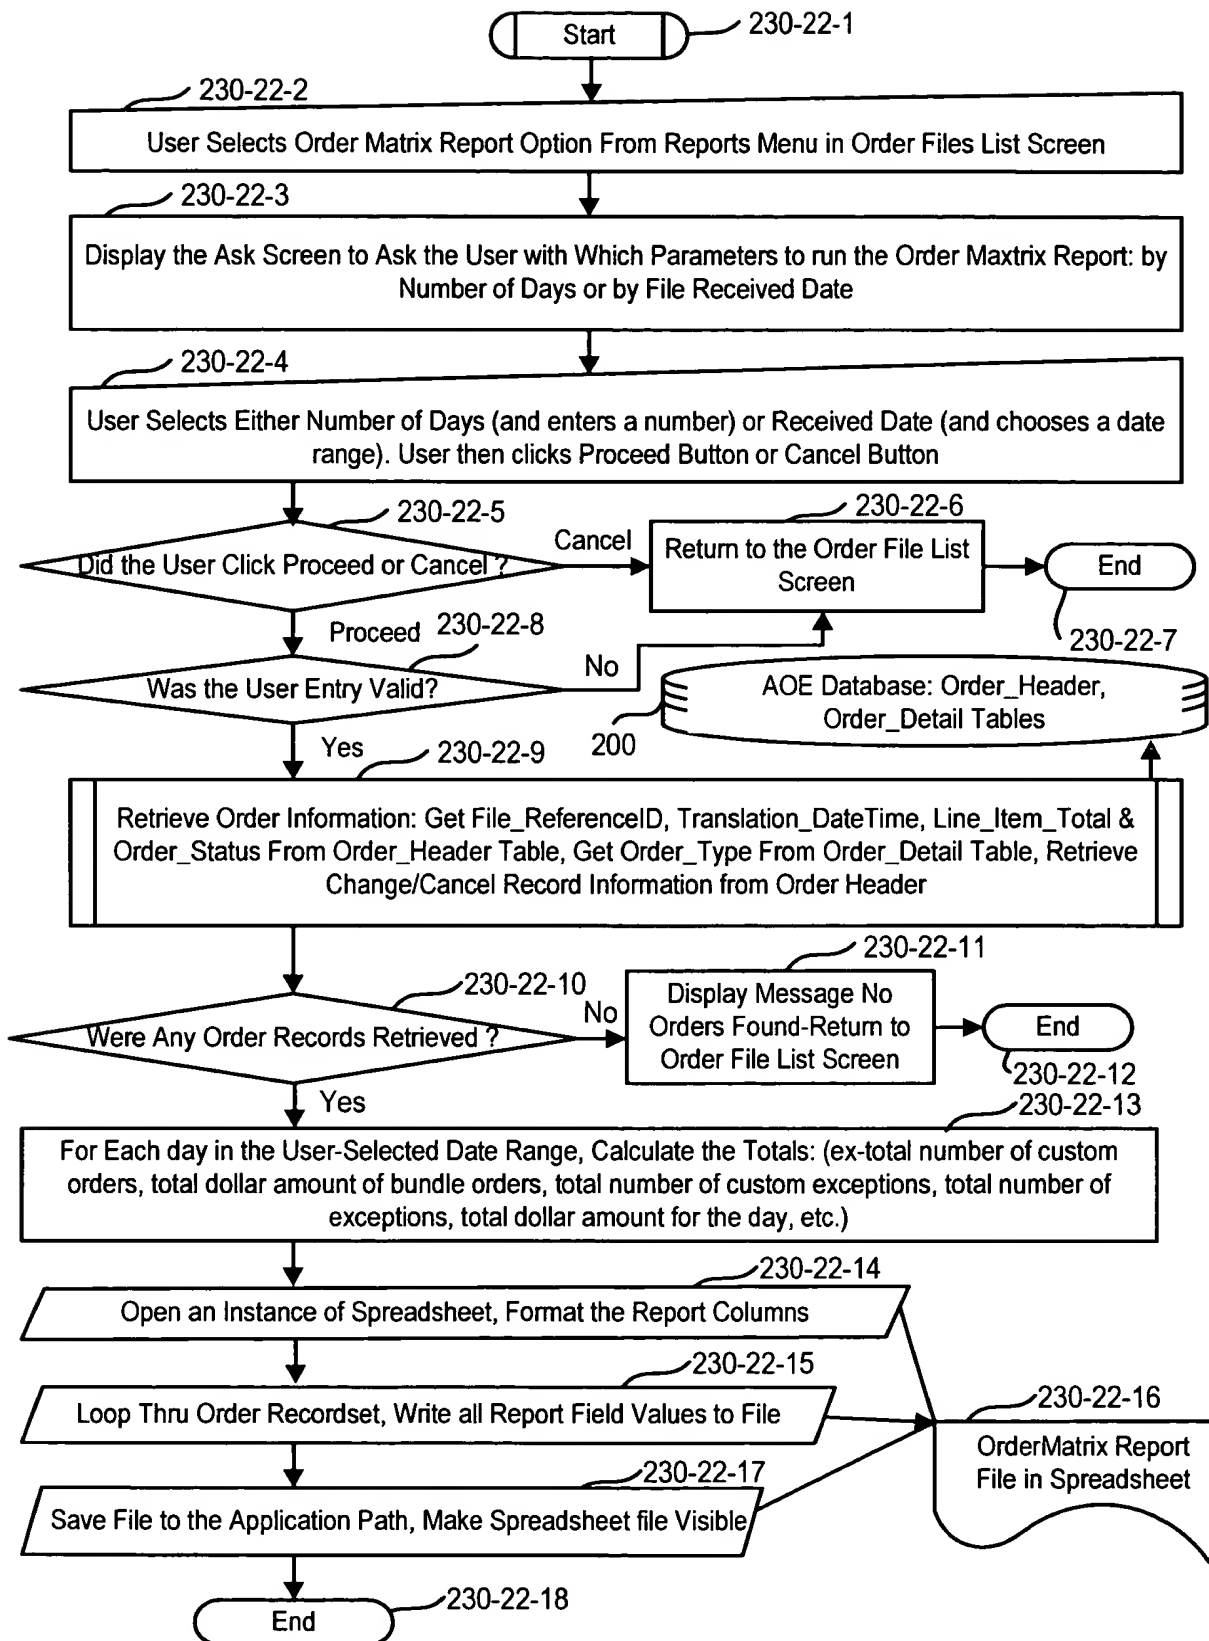 Start
230-22-1
230-22-2
User Selects Order Matrix Report Option From Reports Menu in Order Files List Screen
230-22-3
Display the Ask Screen to Ask the User with Which Parameters to run the Order Maxtrix Report: by
Number of Days or by File Received Date
230-22-4
User Selects Either Number of Days (and enters a number) or Received Date (and chooses a date
range). User then clicks Proceed Button or Cancel Button
230-22-5
Did the User Click Proceed or Cancel ?
Cancel
230-22-6
Return to the Order File List
Screen
End
230-22-7
Proceed
230-22-8
Was the User Entry Valid?
No
AOE Database: Order_Header,
Order_Detail Tables
200
Yes
230-22-9
Retrieve Order Information: Get File_ReferenceID, Translation_DateTime, Line_Item_Total &
Order_Status From Order_Header Table, Get Order_Type From Order_Detail Table, Retrieve
Change/Cancel Record Information from Order Header
230-22-10
Were Any Order Records Retrieved ?
No
230-22-11
Display Message No
Orders Found-Return to
Order File List Screen
End
230-22-12
Yes
230-22-13
For Each day in the User-Selected Date Range, Calculate the Totals: (ex-total number of custom
orders, total dollar amount of bundle orders, total number of custom exceptions, total number of
exceptions, total dollar amount for the day, etc.)
230-22-14
Open an Instance of Spreadsheet, Format the Report Columns
230-22-15
Loop Thru Order Recordset, Write all Report Field Values to File
230-22-16
OrderMatrix Report
File in Spreadsheet
230-22-17
Save File to the Application Path, Make Spreadsheet file Visible
End
230-22-18